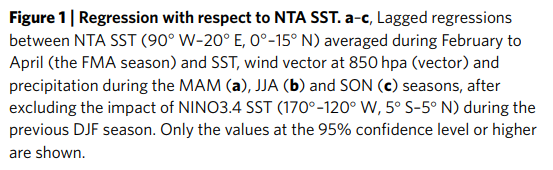 Figure 1 | Regression with respect to NTA SST. a–c, Lagged regressions
between NTA SST (90° W–20° E, 0°–15° N) averaged during February to
April (the FMA season) and SST, wind vector at 850 hpa (vector) and
precipitation during the MAM (a), JJA (b) and SON (c) seasons, after
excluding the impact of NINO3.4 SST (170°–120° W, 5° S–5° N) during the
previous DJF season. Only the values at the 95% confidence level or higher
are shown.